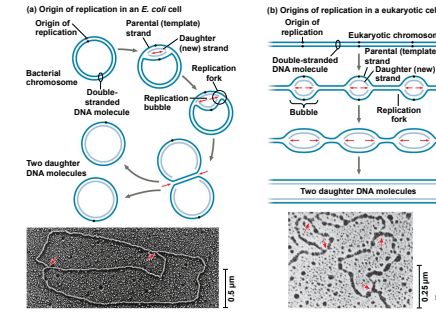 (a) Origin of replication in an E. coli cell
Origin of
replication
Parental (template)
strand
Daughter
(new) strand
Bacterial
chromosome
Double-
stranded
DNA molecule
Replication
bubble
Replication
fork
Two daughter
DNA molecules
0.5 µm
(b) Origins of replication in a eukaryotic
Origin of
replication
Eukaryotic
Double-stranded
DNA molecule
Parental (template)
Daughter (new)
strand
Bubble
Replication
fork
Two daughter DNA molecules
0.25 µm